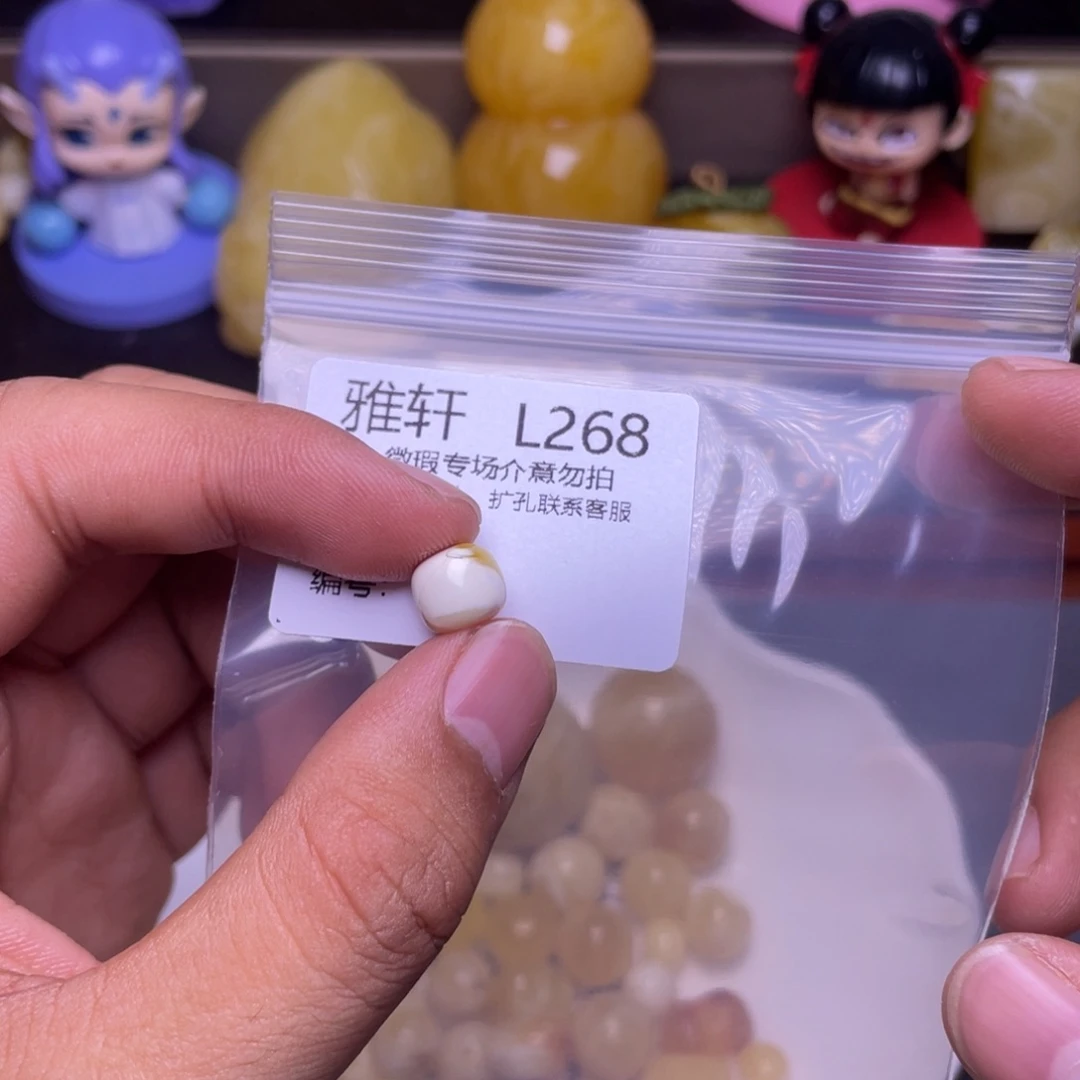 雅轩 L268
微瑕专场介意勿拍
扩孔联系客服
编号: